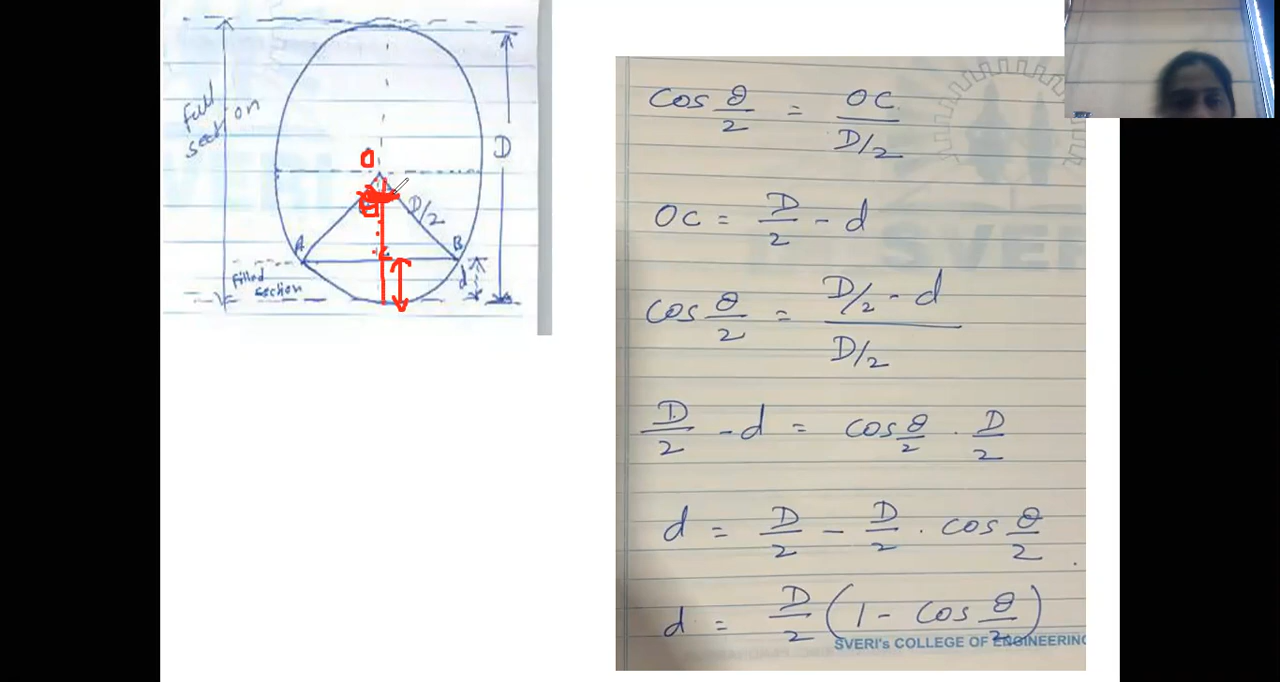 Full
section
D
O
θ
D/2
A
C
B
filled
section
d
cos θ/2 = OC / D/2
OC = D/2 - d
cos θ/2 = D/2 - d / D/2
D/2 - d = cos θ/2 . D/2
d = D/2 - D/2 . cos θ/2
d = D/2 (1 - cos θ/2)
SVERI's COLLEGE OF ENGINEERING